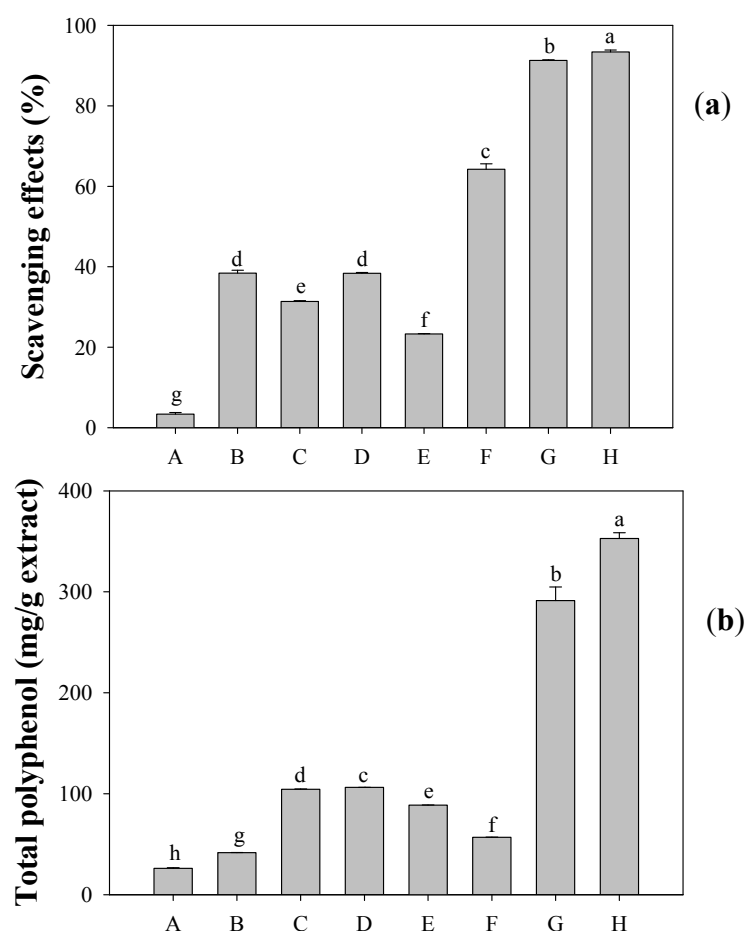 100
80
60
40
20
0
Scavenging effects (%)
g
d
e
d
f
c
b
a
A B C D E F G H
(a)
400
300
200
100
0
Total polyphenol (mg/g extract)
h
g
d
c
e
f
b
a
A B C D E F G H
(b)